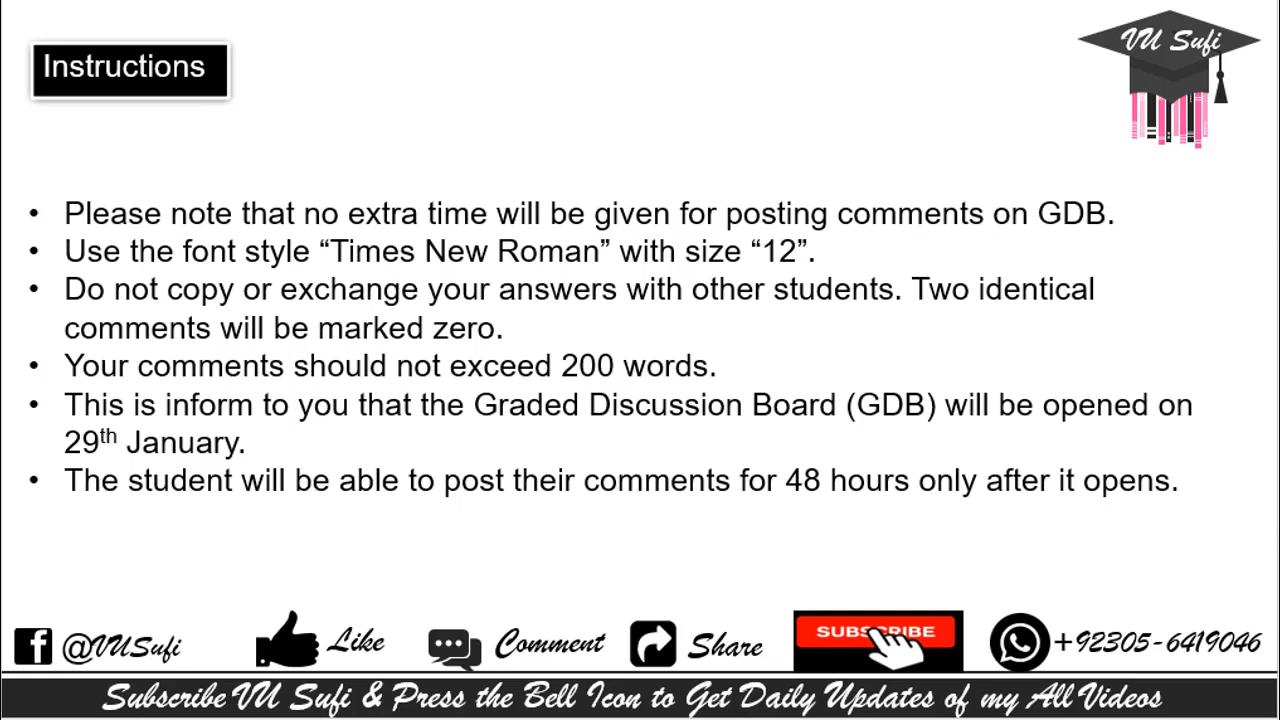 VU Sufi
Instructions
• Please note that no extra time will be given for posting comments on GDB.
• Use the font style “Times New Roman” with size “12”.
• Do not copy or exchange your answers with other students. Two identical
comments will be marked zero.
• Your comments should not exceed 200 words.
• This is inform to you that the Graded Discussion Board (GDB) will be opened on
29th January.
• The student will be able to post their comments for 48 hours only after it opens.
@VUSufi Like Comment Share SUBSCRIBE +92305-6419046
Subscribe VU Sufi & Press the Bell Icon to Get Daily Updates of my All Videos